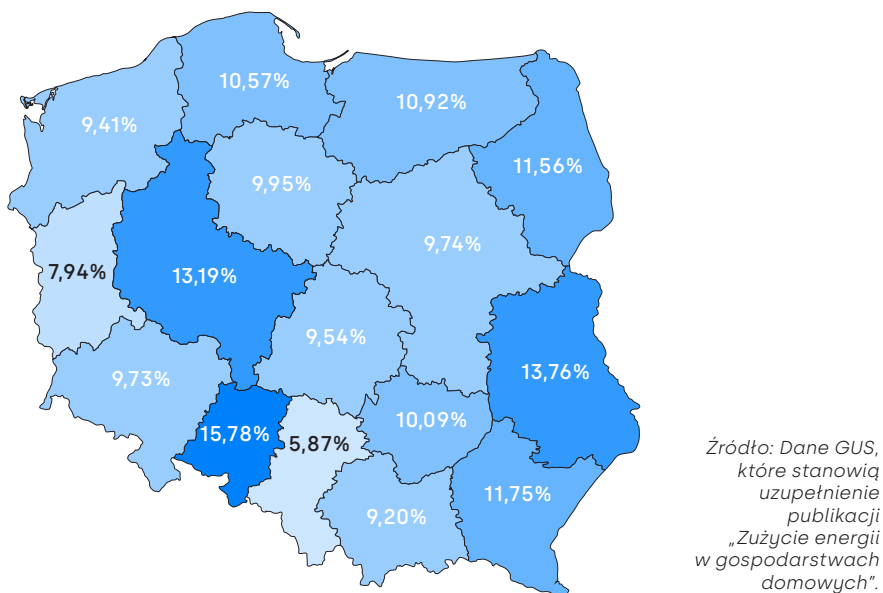 10,57%
10,92%
9,41%
11,56%
9,95%
9,74%
7,94%
13,19%
9,54%
13,76%
9,73%
10,09%
15,78%
5,87%
11,75%
9,20%
Źródło: Dane GUS,
które stanowią
uzupełnienie
publikacji
„Zużycie energii
w gospodarstwach
domowych”.